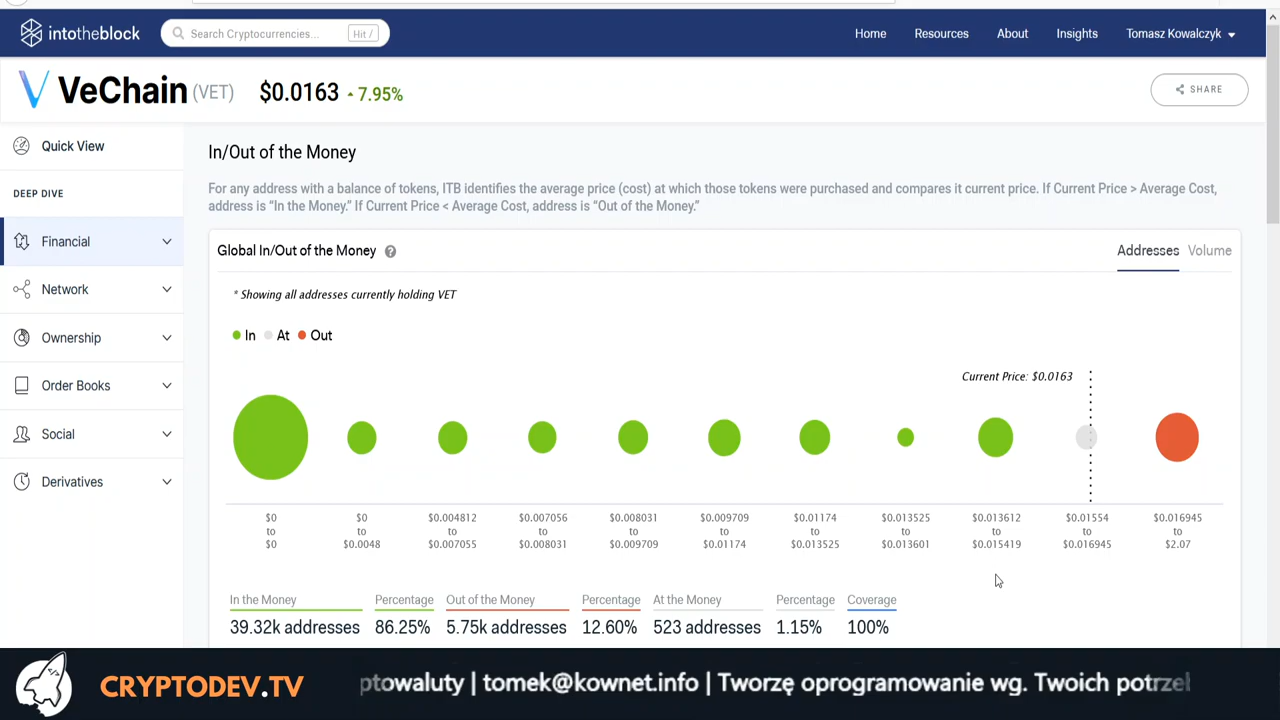 intotheblock
Search Cryptocurrencies...
Hit /
Home
Resources
About
Insights
Tomasz Kowalczyk
VeChain (VET) $0.0163 7.95%
SHARE
Quick View
DEEP DIVE
Financial
Network
Ownership
Order Books
Social
Derivatives
In/Out of the Money
For any address with a balance of tokens, ITB identifies the average price (cost) at which those tokens were purchased and compares it current price. If Current Price > Average Cost,
address is “In the Money.” If Current Price < Average Cost, address is “Out of the Money.”
Global In/Out of the Money ?
Addresses Volume
* Showing all addresses currently holding VET
In At Out
Current Price: $0.0163
$0
to
$0
$0
to
$0.0048
$0.004812
to
$0.007055
$0.007056
to
$0.008031
$0.008031
to
$0.009709
$0.009709
to
$0.01174
$0.01174
to
$0.013525
$0.013525
to
$0.013601
$0.013612
to
$0.015419
$0.01554
to
$0.016945
$0.016945
to
$2.07
In the Money
39.32k addresses
Percentage
86.25%
Out of the Money
5.75k addresses
Percentage
12.60%
At the Money
523 addresses
Percentage
1.15%
Coverage
100%
CRYPTODEV.TV
ptowaluty | tomek@kownet.info | Tworzę oprogramowanie wg. Twoich potrzeb